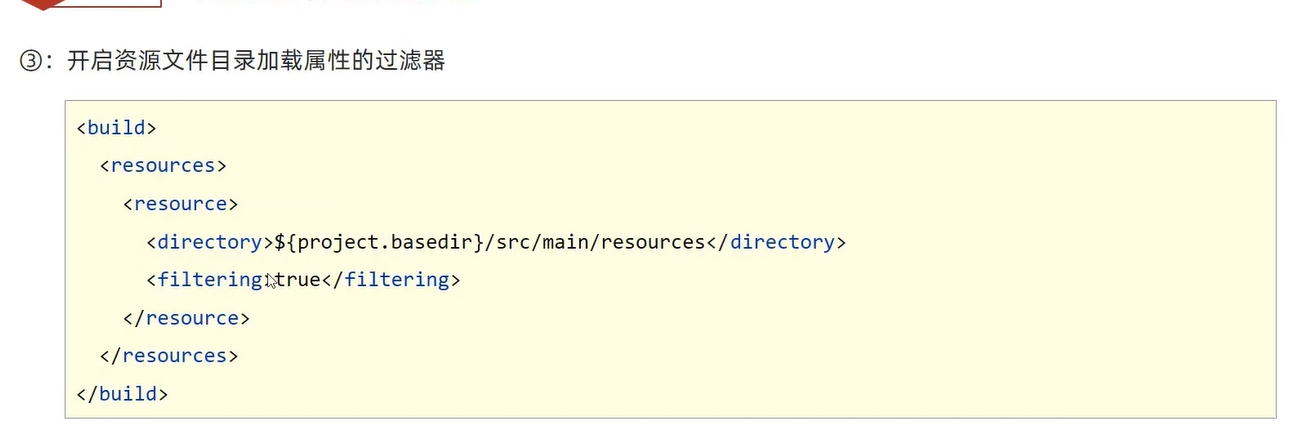 ③：开启资源文件目录加载属性的过滤器
<build>
<resources>
<resource>
<directory>${project.basedir}/src/main/resources</directory>
<filtering>true</filtering>
</resource>
</resources>
</build>